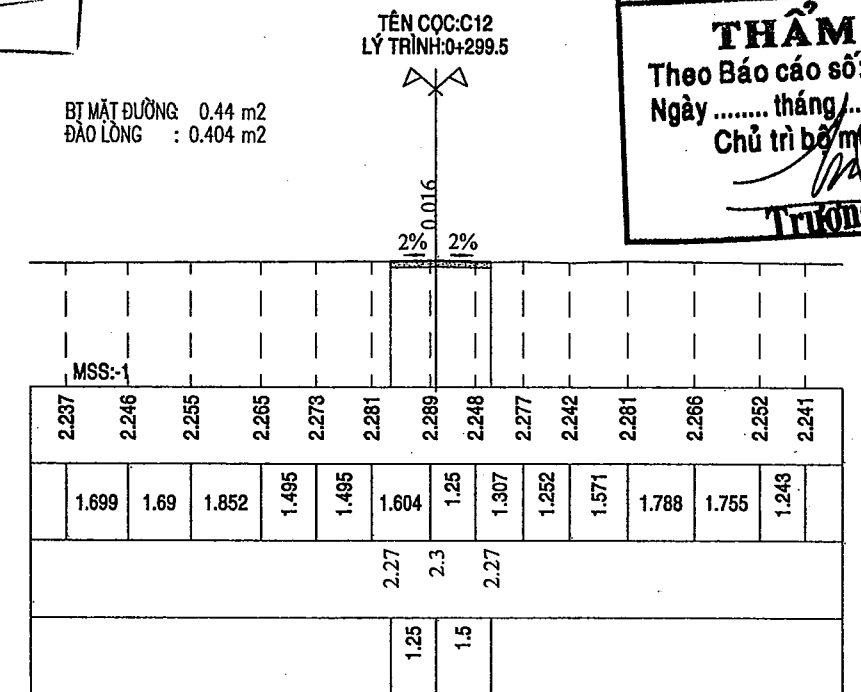 TÊN CỌC:C12
LÝ TRÌNH:0+299.5
THẨM
Theo Báo cáo số:
Ngày ........ tháng
Chủ trì bộ
BT MẶT ĐƯỜNG: 0.44 m2
ĐÀO LÒNG : 0.404 m2
0.016
2% 2%
MSS:-1
2.237 2.246 2.255 2.265 2.273 2.281 2.289 2.248 2.277 2.242 2.281 2.266 2.252 2.241
1.699 1.69 1.852 1.495 1.495 1.604 1.25 1.307 1.252 1.571 1.788 1.755 1.243
2.27 2.3 2.27
1.25 1.5